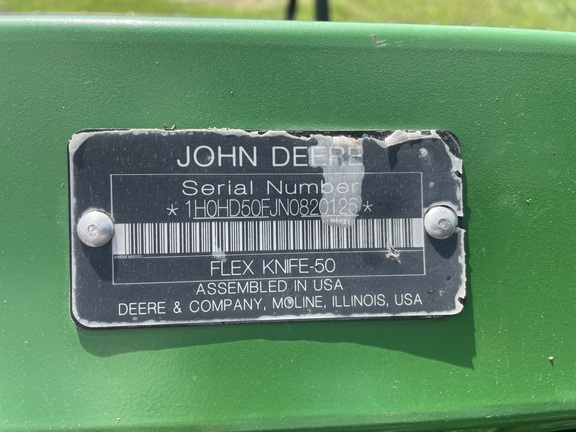 JOHN DEERE
Serial Number
*1H0HD50FJN0820125*
FLEX KNIFE-50
ASSEMBLED IN USA
DEERE & COMPANY, MOLINE, ILLINOIS, USA